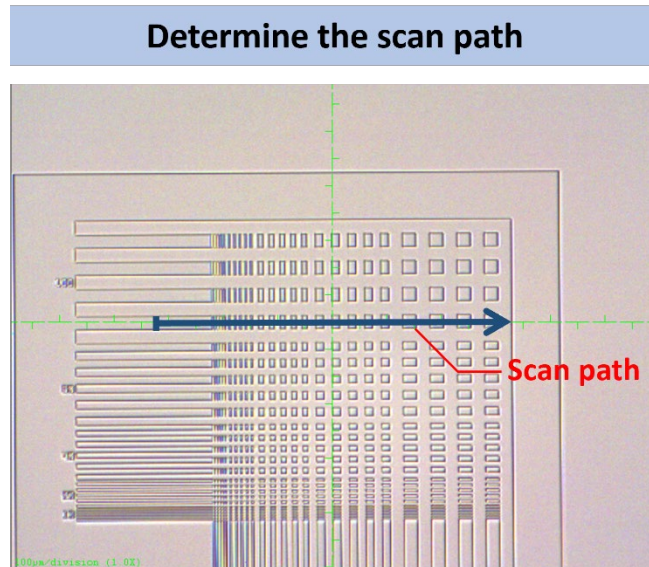 Determine the scan path
Scan path
100μm/division (1.0X)